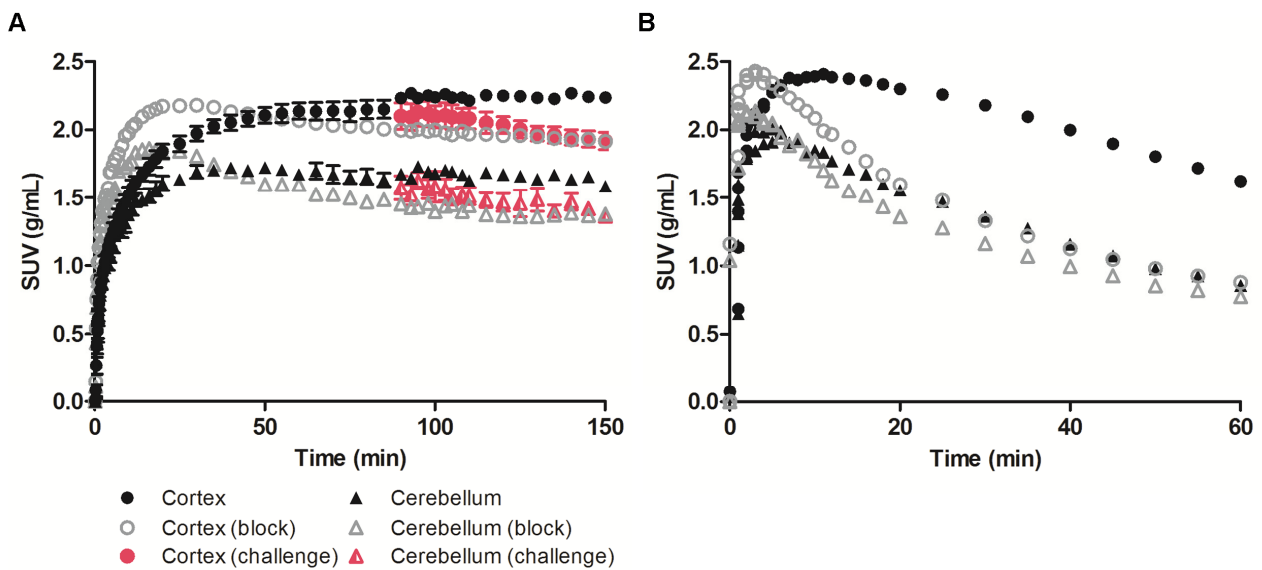 A
B
SUV (g/mL)
2.5
2.0
1.5
1.0
0.5
0.0
0
50
100
150
Time (min)
SUV (g/mL)
2.5
2.0
1.5
1.0
0.5
0.0
0
20
40
60
Time (min)
Cortex
Cerebellum
Cortex (block)
Cerebellum (block)
Cortex (challenge)
Cerebellum (challenge)